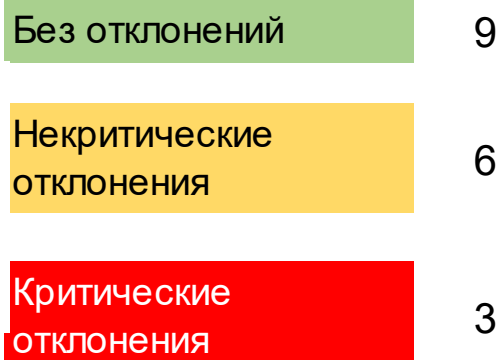 Без отклонений 9
Некритические
отклонения 6
Критические
отклонения 3